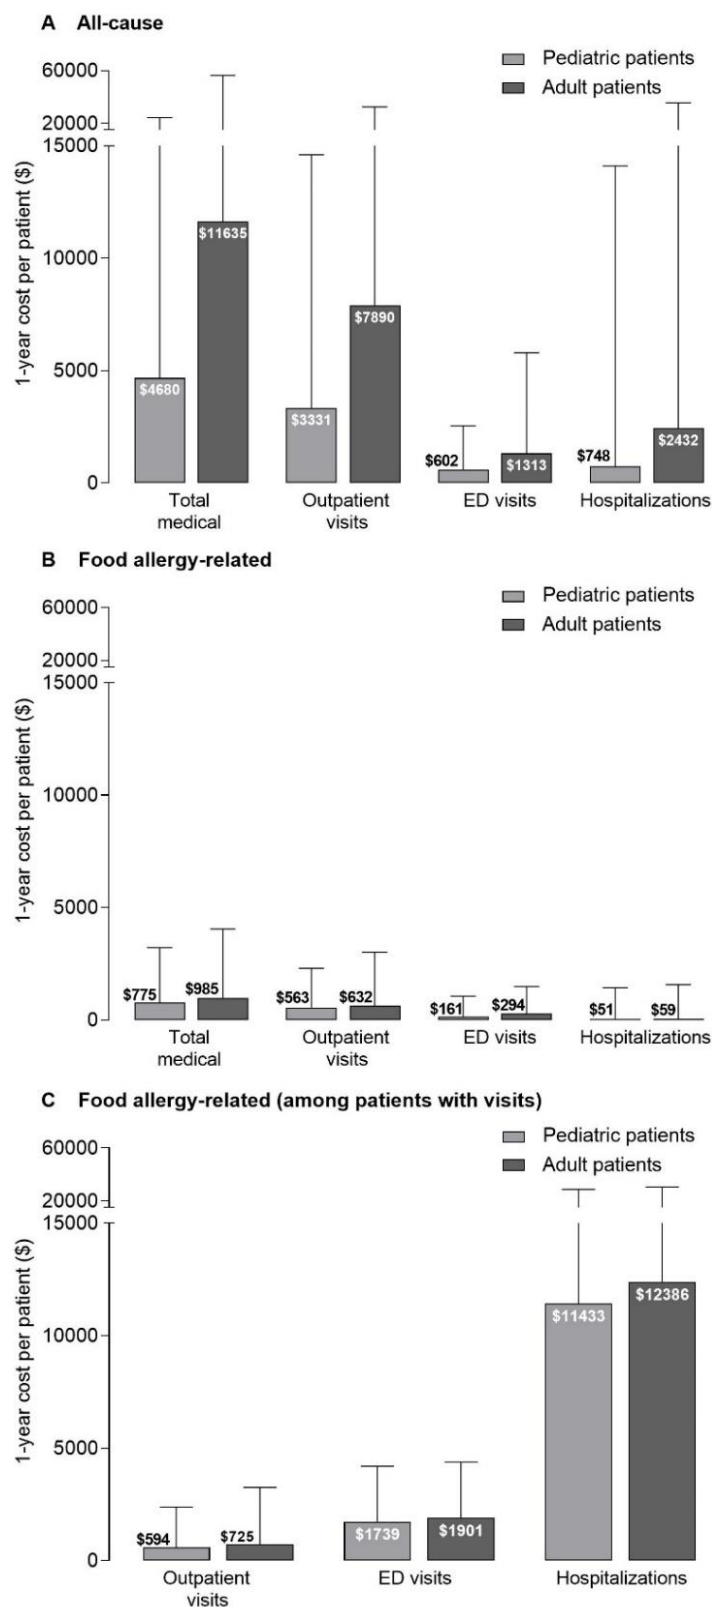 A All-cause
Pediatric patients
Adult patients
1-year cost per patient ($)
60000
20000
15000
10000
5000
0
$4680
$11635
$3331
$7890
$602
$1313
$748
$2432
Total medical
Outpatient visits
ED visits
Hospitalizations
B Food allergy-related
Pediatric patients
Adult patients
1-year cost per patient ($)
60000
20000
15000
10000
5000
0
$775
$985
$563
$632
$161
$294
$51
$59
Total medical
Outpatient visits
ED visits
Hospitalizations
C Food allergy-related (among patients with visits)
Pediatric patients
Adult patients
1-year cost per patient ($)
60000
20000
15000
10000
5000
0
$594
$725
$1739
$1901
$11433
$12386
Outpatient visits
ED visits
Hospitalizations